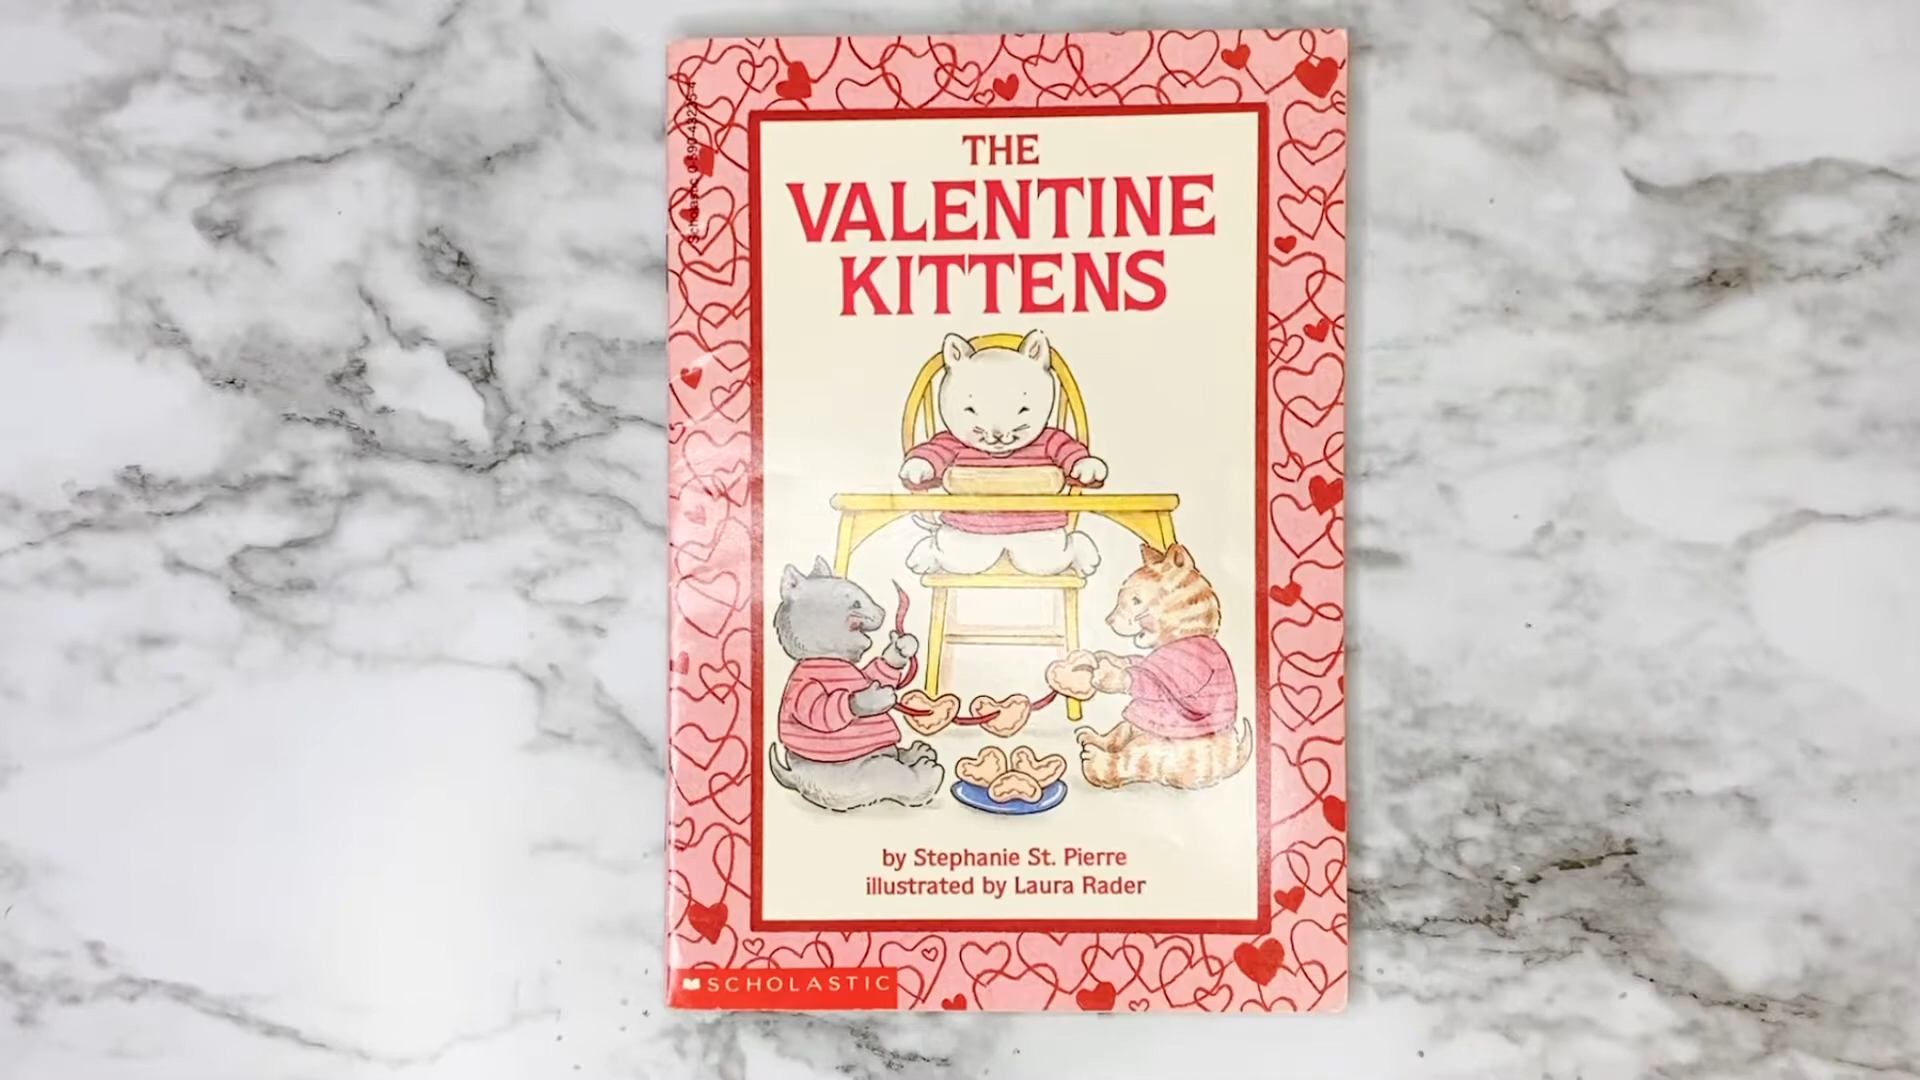 THE
VALENTINE
KITTENS
by Stephanie St. Pierre
illustrated by Laura Rader
SCHOLASTIC